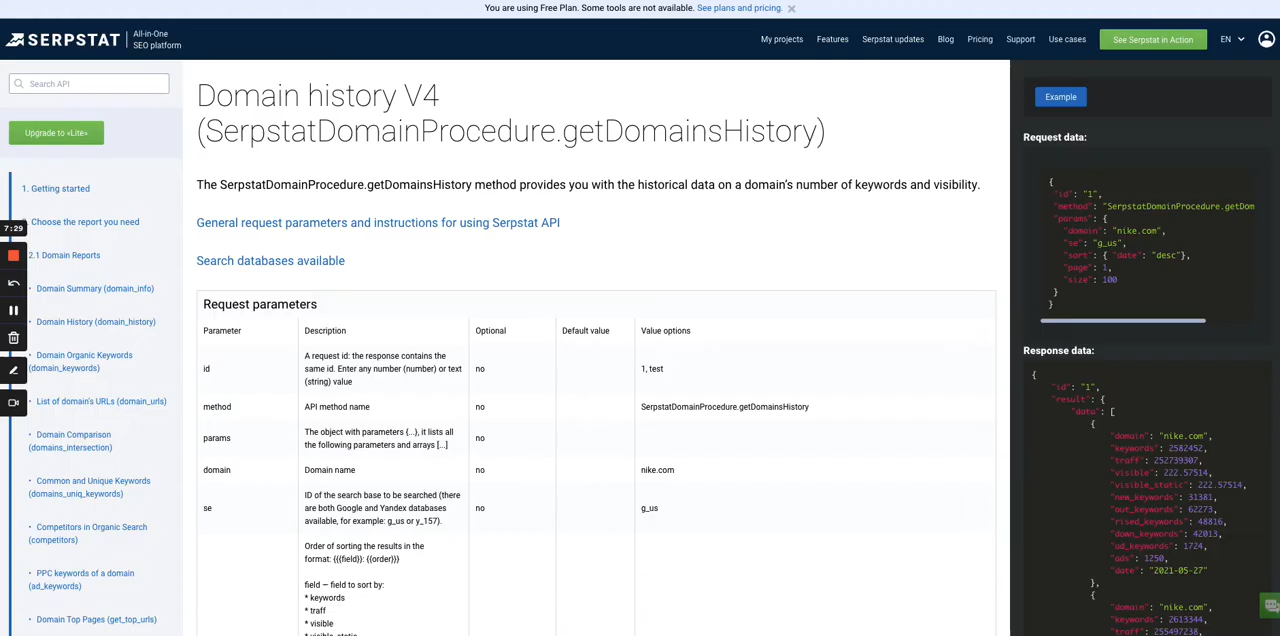 You are using Free Plan. Some tools are not available. See plans and pricing. ×
SERPSTAT
All-in-One
SEO platform
My projects
Features
Serpstat updates
Blog
Pricing
Support
Use cases
See Serpstat in Action
EN
Search API
Upgrade to «Lite»
1. Getting started
Choose the report you need
7:29
2.1 Domain Reports
• Domain Summary (domain_info)
• Domain History (domain_history)
• Domain Organic Keywords
(domain_keywords)
• List of domain's URLs (domain_urls)
• Domain Comparison
(domains_intersection)
• Common and Unique Keywords
(domains_uniq_keywords)
• Competitors in Organic Search
(competitors)
• PPC keywords of a domain
(ad_keywords)
• Domain Top Pages (get_top_urls)
Domain history V4
(SerpstatDomainProcedure.getDomainsHistory)
The SerpstatDomainProcedure.getDomainsHistory method provides you with the historical data on a domain's number of keywords and visibility.
General request parameters and instructions for using Serpstat API
Search databases available
Request parameters
Parameter Description Optional Default value Value options
id
A request id: the response contains the
same id. Enter any number (number) or text
(string) value
no
1, test
method API method name no SerpstatDomainProcedure.getDomainsHistory
params
The object with parameters {...}, it lists all
the following parameters and arrays [...]
no
domain Domain name no nike.com
se
ID of the search base to be searched (there
are both Google and Yandex databases
available, for example: g_us or y_157).
no
g_us
Order of sorting the results in the
format: {{{field}: {{order}}}
field — field to sort by:
* keywords
* traff
* visible
* visible_static
Example
Request data:
{
"id": "1",
"method": "SerpstatDomainProcedure.getDom
"params": {
"domain": "nike.com",
"se": "g_us",
"sort": { "date": "desc"},
"page": 1,
"size": 100
}
}
Response data:
{
"id": "1",
"result": {
"data": [
{
"domain": "nike.com",
"keywords": 2582452,
"traff": 252739307,
"visible": 222.57514,
"visible_static": 222.57514,
"new_keywords": 31381,
"out_keywords": 62273,
"rised_keywords": 48816,
"down_keywords": 42013,
"ad_keywords": 1724,
"ads": 1250,
"date": "2021-05-27"
},
{
"domain": "nike.com",
"keywords": 2613344,
"traff": 255497238,